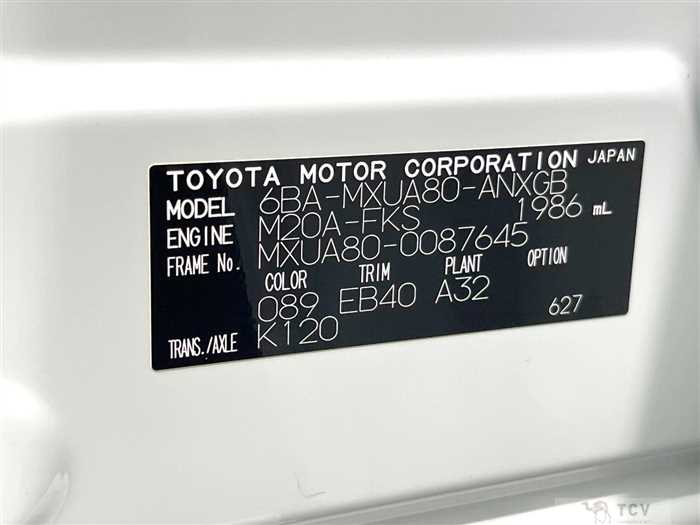 TOYOTA MOTOR CORPORATION JAPAN
MODEL 6BA-MXUA80-ANXGB
ENGINE M20A-FKS 1986 mL
FRAME No. MXUA80-0087645
COLOR TRIM PLANT OPTION
089 EB40 A32
627
TRANS./AXLE K120
TCV